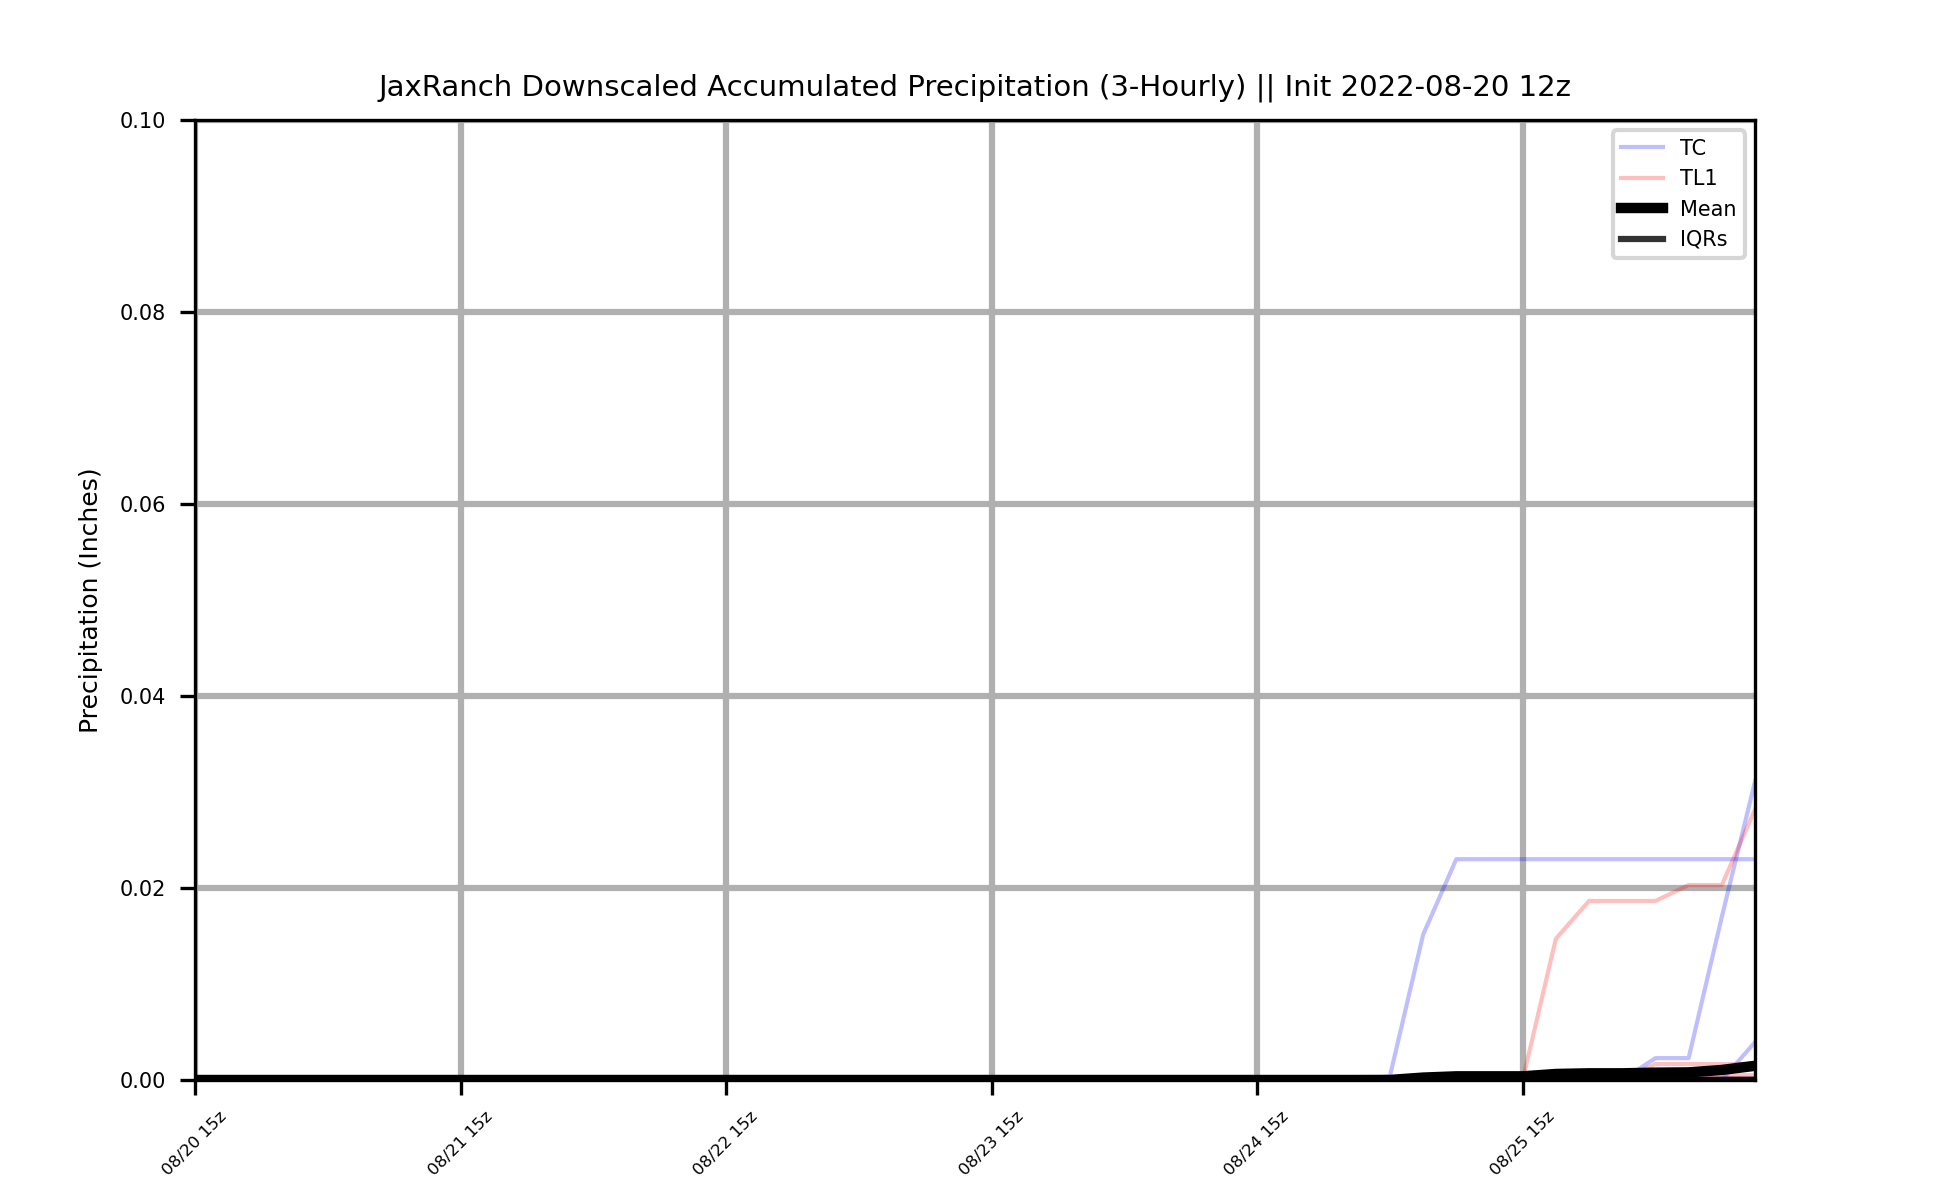 JaxRanch Downscaled Accumulated Precipitation (3-Hourly) || Init 2022-08-20 12z
TC
TL1
Mean
IQRs
Precipitation (Inches)
0.10
0.08
0.06
0.04
0.02
0.00
08/20 15z
08/21 15z
08/22 15z
08/23 15z
08/24 15z
08/25 15z